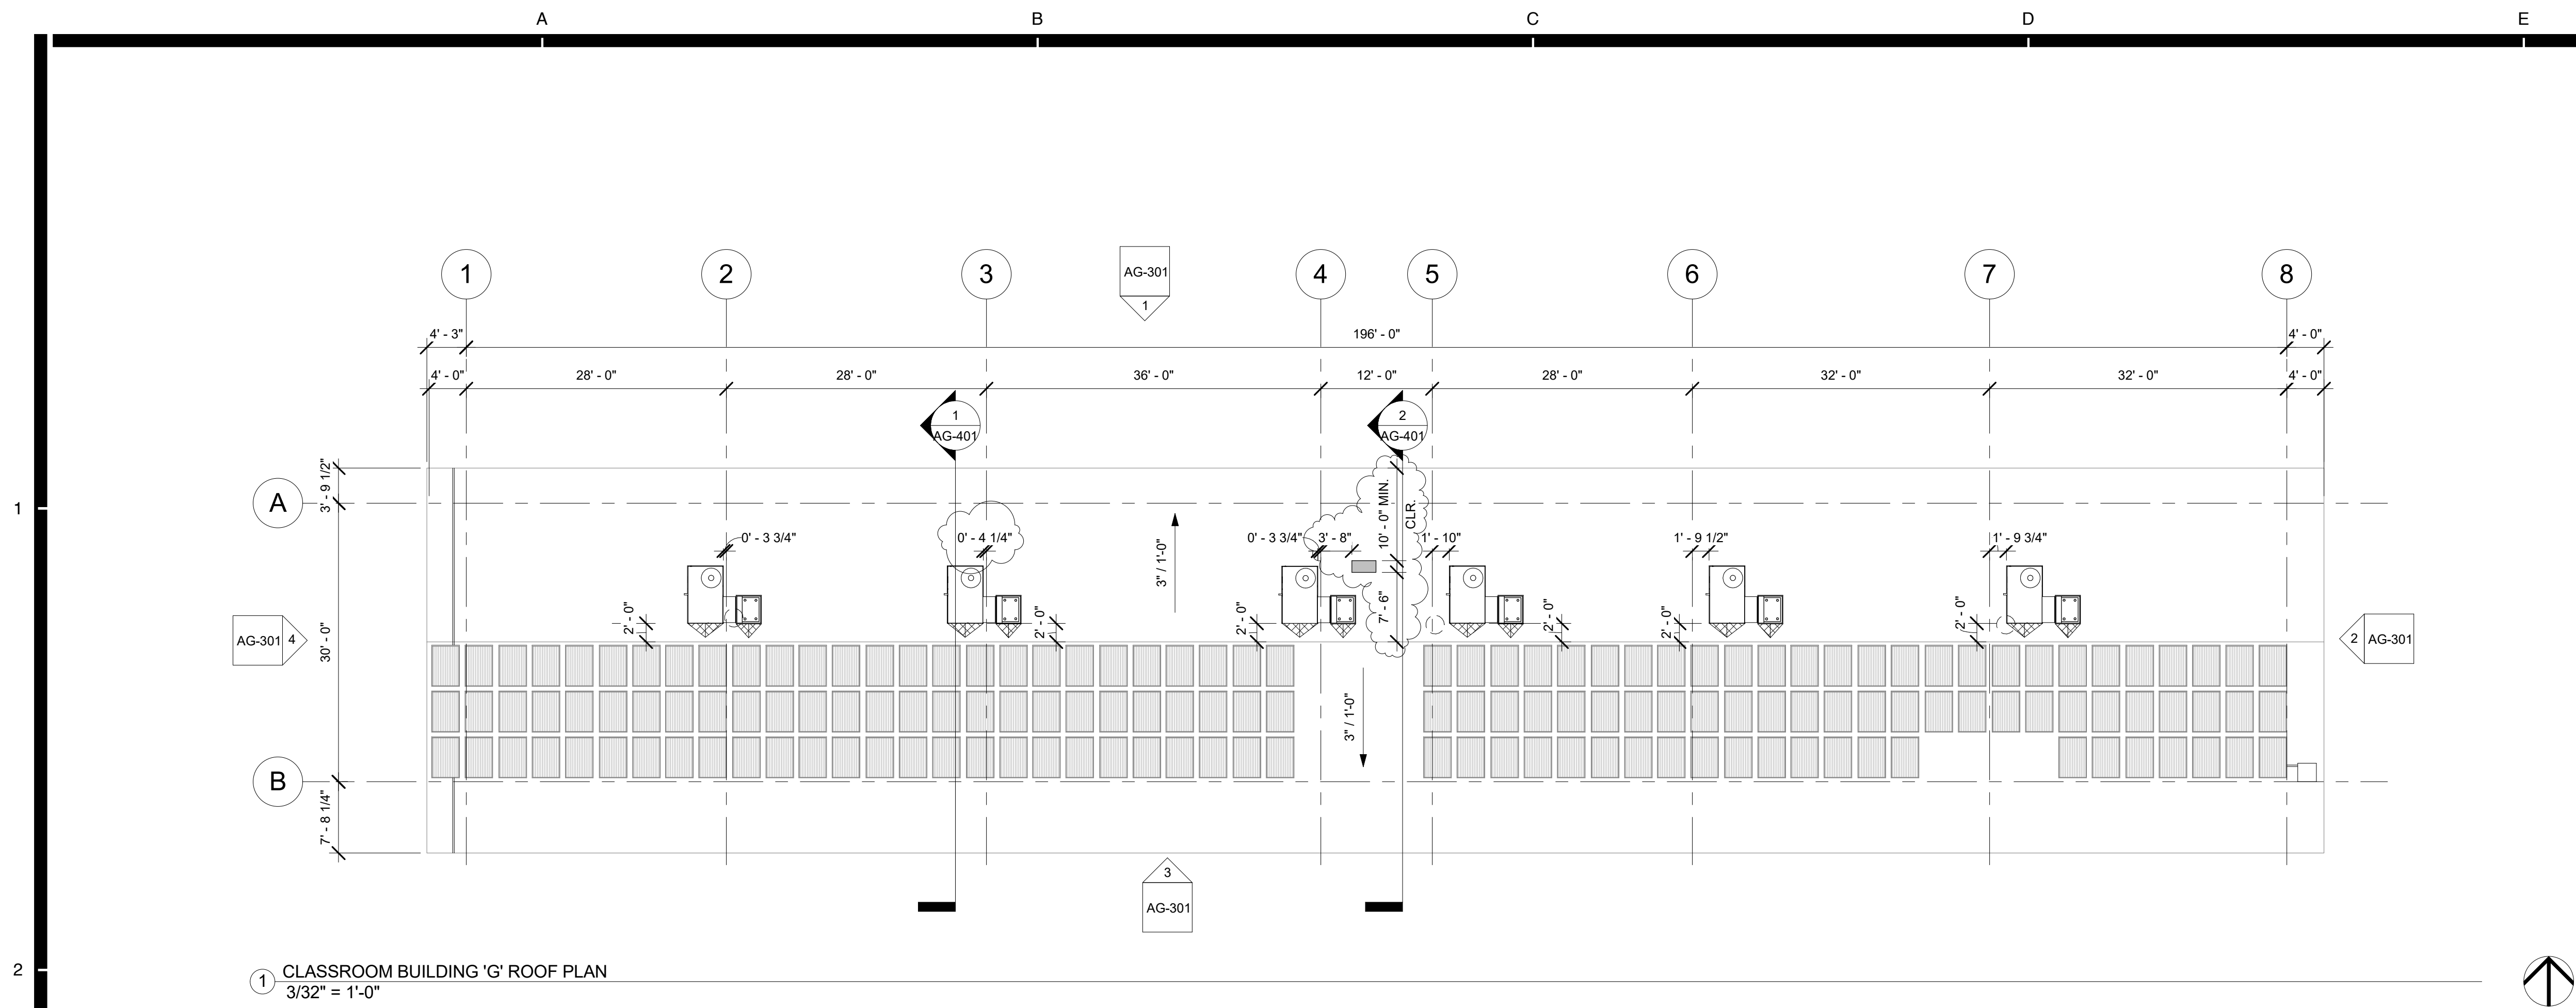 A B C D E
1 2 3 4 5 6 7 8
AG-301
1
4' - 3" 196' - 0" 4' - 0"
4' - 0" 28' - 0" 28' - 0" 36' - 0" 12' - 0" 28' - 0" 32' - 0" 32' - 0" 4' - 0"
1
AG-401
2
AG-401
3' - 9 1/2"
A
1
10' - 0" MIN.
CLR.
0' - 3 3/4" 0' - 4 1/4" 0' - 3 3/4" 3' - 8" 1' - 10" 1' - 9 1/2" 1' - 9 3/4"
3" / 1'-0"
7' - 6"
2' - 0" 2' - 0" 2' - 0" 2' - 0" 2' - 0" 2' - 0"
AG-301 4
30' - 0"
2 AG-301
3" / 1'-0"
B
7' - 8 1/4"
3
AG-301
2
1 CLASSROOM BUILDING 'G' ROOF PLAN
3/32" = 1'-0"